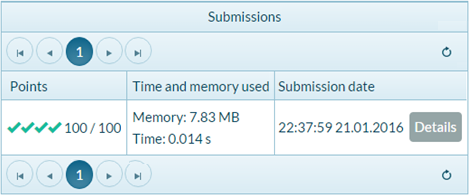 Submissions
1
Points Time and memory used Submission date
100 / 100 Memory: 7.83 MB
Time: 0.014 s
22:37:59 21.01.2016 Details
1